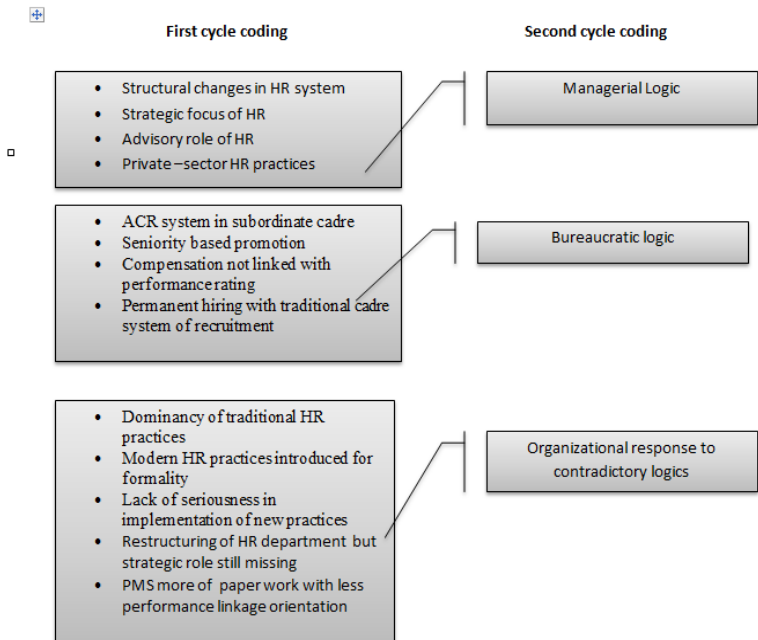 First cycle coding
Second cycle coding
• Structural changes in HR system
• Strategic focus of HR
• Advisory role of HR
• Private –sector HR practices
Managerial Logic
• ACR system in subordinate cadre
• Seniority based promotion
• Compensation not linked with
performance rating
• Permanent hiring with traditional cadre
system of recruitment
Bureaucratic logic
• Dominancy of traditional HR
practices
• Modern HR practices introduced for
formality
• Lack of seriousness in
implementation of new practices
• Restructuring of HR department but
strategic role still missing
• PMS more of paper work with less
performance linkage orientation
Organizational response to
contradictory logics